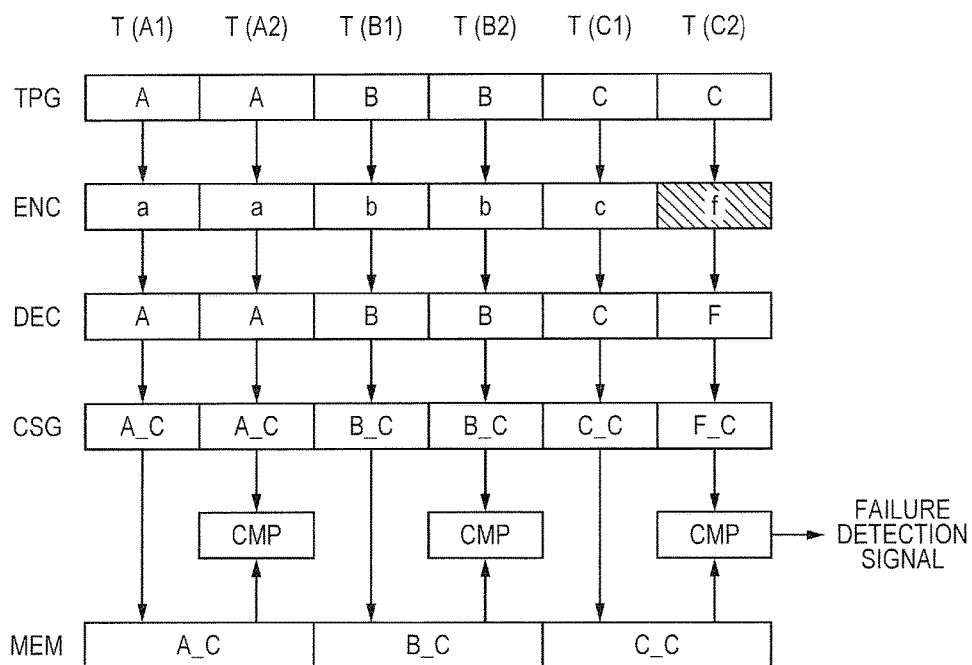 T (A1) T (A2) T (B1) T (B2) T (C1) T (C2)
TPG A A B B C C
ENC a a b b c f
DEC A A B B C F
CSG A_C A_C B_C B_C C_C F_C
CMP CMP CMP
FAILURE
DETECTION
SIGNAL
MEM A_C B_C C_C